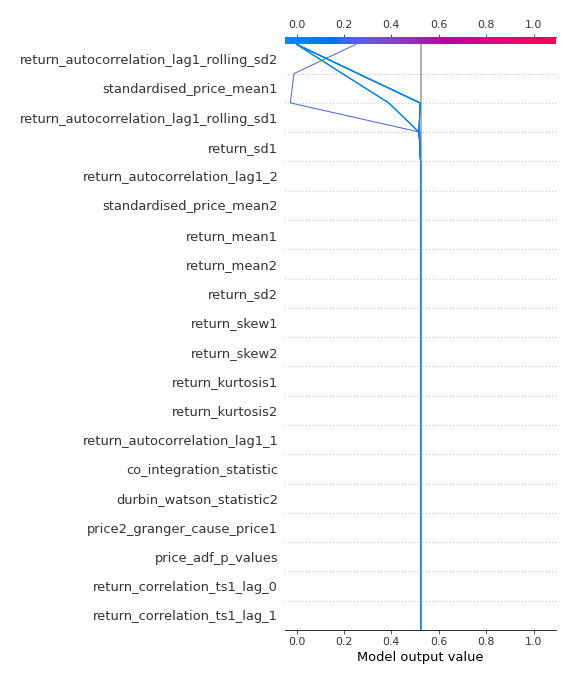 0.0 0.2 0.4 0.6 0.8 1.0
return_autocorrelation_lag1_rolling_sd2
standardised_price_mean1
return_autocorrelation_lag1_rolling_sd1
return_sd1
return_autocorrelation_lag1_2
standardised_price_mean2
return_mean1
return_mean2
return_sd2
return_skew1
return_skew2
return_kurtosis1
return_kurtosis2
return_autocorrelation_lag1_1
co_integration_statistic
durbin_watson_statistic2
price2_granger_cause_price1
price_adf_p_values
return_correlation_ts1_lag_0
return_correlation_ts1_lag_1
0.0 0.2 0.4 0.6 0.8 1.0
Model output value